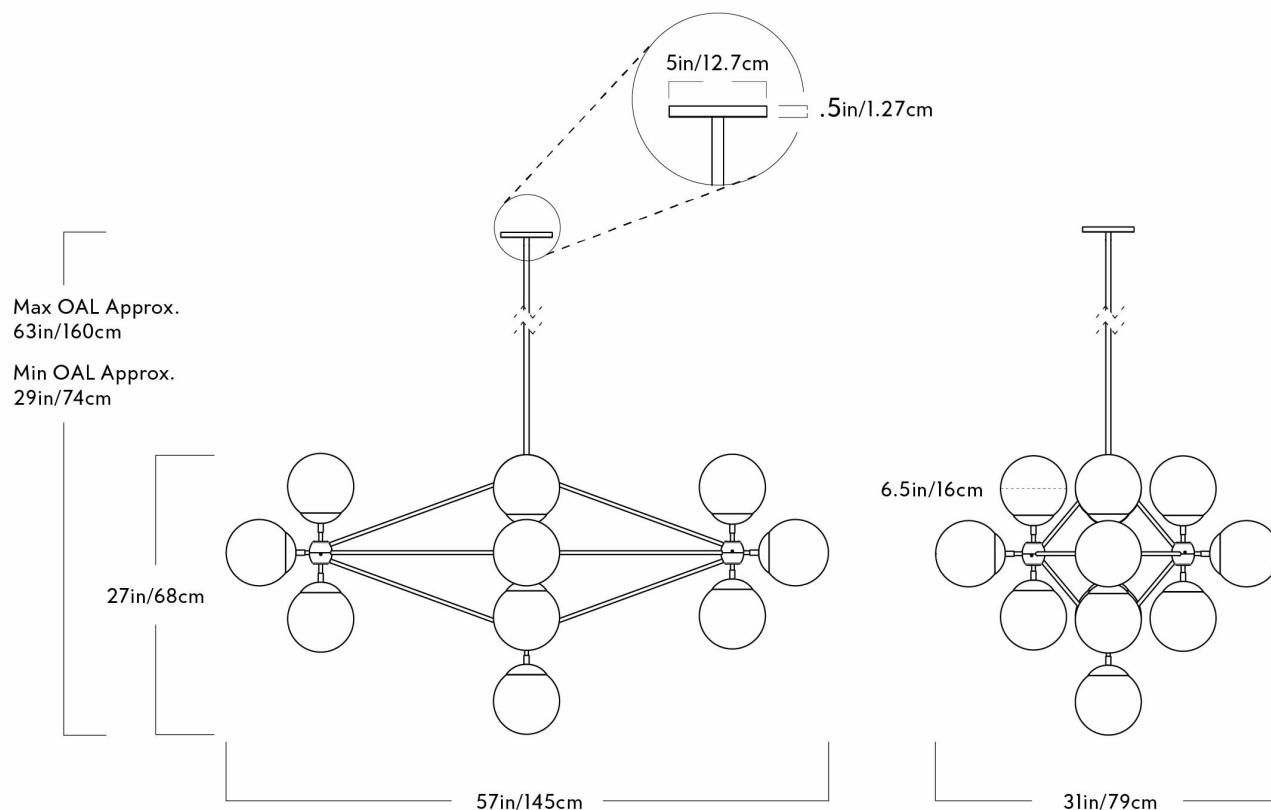 5in/12.7cm
.5in/1.27cm
Max OAL Approx.
63in/160cm
Min OAL Approx.
29in/74cm
6.5in/16cm
27in/68cm
57in/145cm
31in/79cm